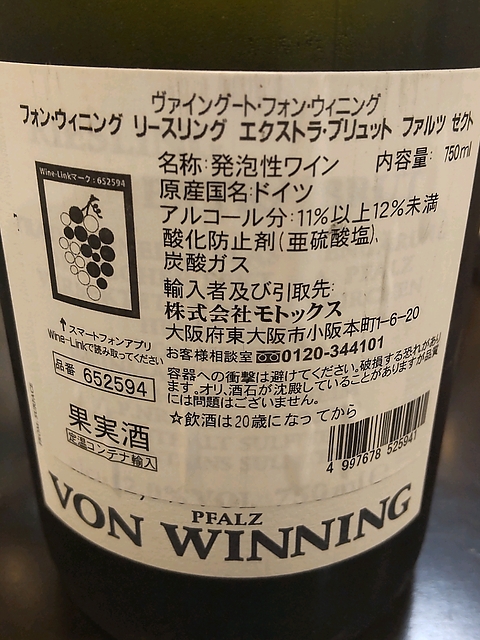 ヴァイングート・フォン・ウィニング
フォン・ウィニング リースリング エクストラ・ブリュット ファルツ ゼクト
Wine-Linkマーク:652594
名称:発泡性ワイン 内容量: 750ml
原産国名:ドイツ
アルコール分:11%以上12%未満
酸化防止剤(亜硫酸塩)、
炭酸ガス
輸入者及び引取先:
株式会社モトックス
大阪府東大阪市小阪本町1-6-20
お客様相談室 0120-344101
↑スマートフォンアプリ
Wine-Linkで読み取ってください
容器への衝撃は避けてください。破損する恐れがあり
ます。オリ、酒石が沈殿していることがありますが品質
には問題はございません。
品番 652594
☆飲酒は20歳になってから
果実酒
定温コンテナ輸入
4 997678 525941
PFALZ
VON WINNING